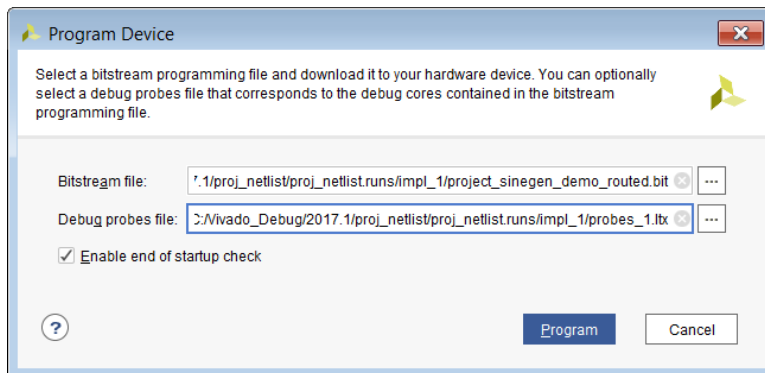 Program Device
Select a bitstream programming file and download it to your hardware device. You can optionally
select a debug probes file that corresponds to the debug cores contained in the bitstream
programming file.
Bitstream file: 7.1/proj_netlist/proj_netlist.runs/impl_1/project_sinegen_demo_routed.bit ...
Debug probes file: C:/Vivado_Debug/2017.1/proj_netlist/proj_netlist.runs/impl_1/probes_1.ltx ...
Enable end of startup check
? Program Cancel